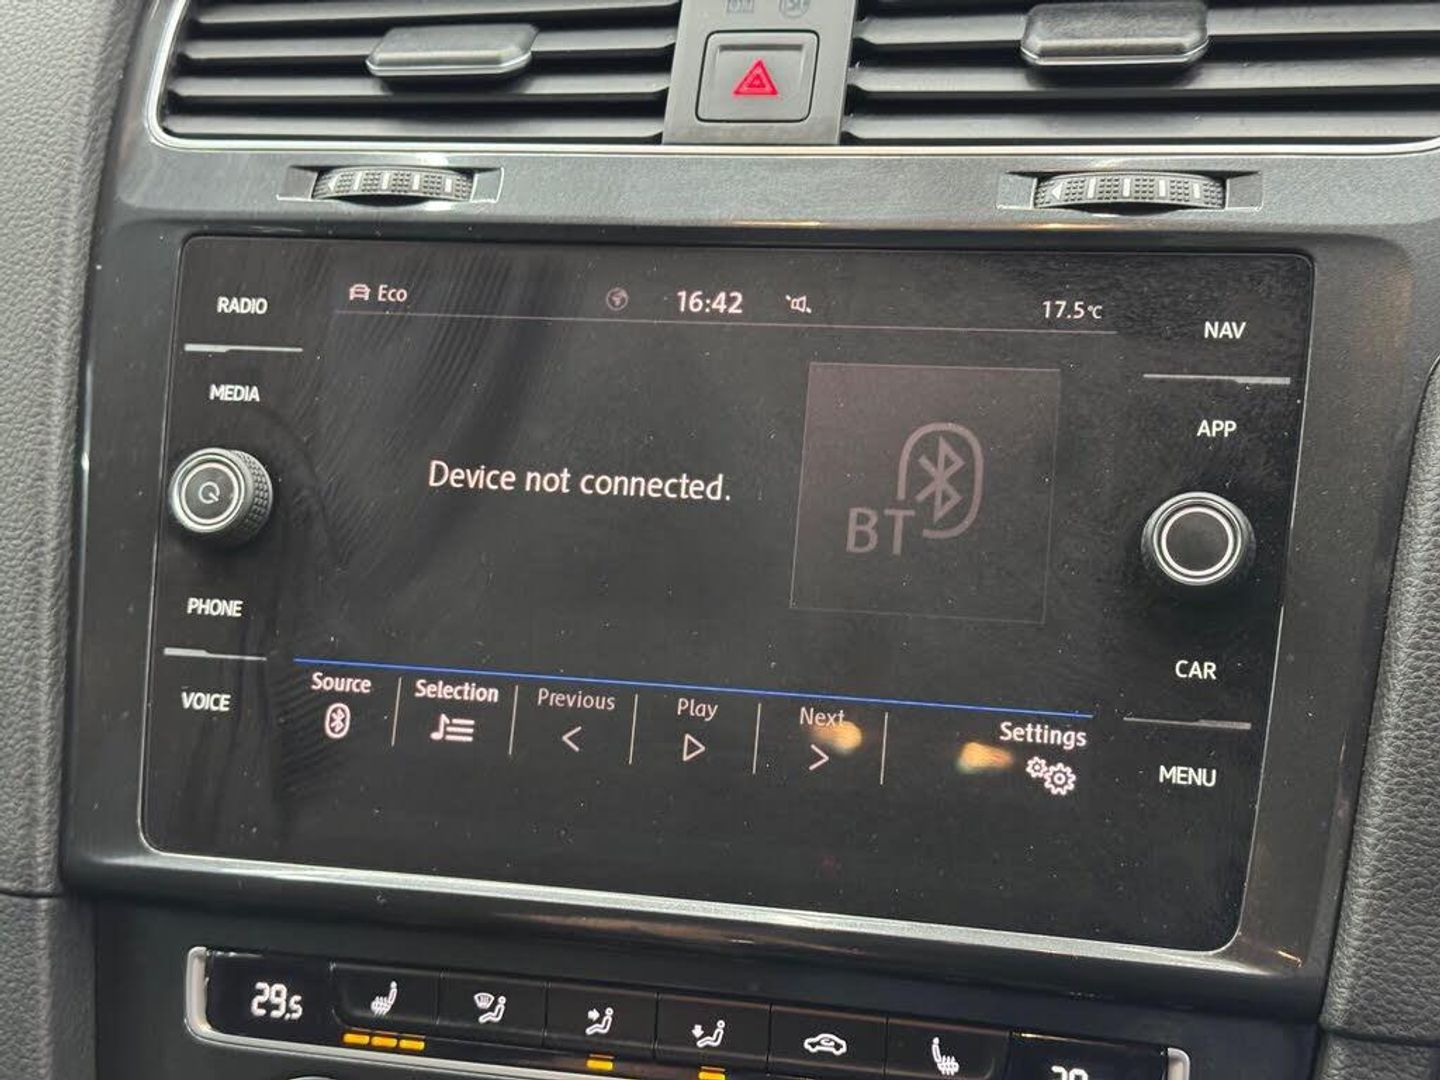 RADIO
MEDIA
PHONE
VOICE
Eco
16:42
17.5°C
Device not connected.
BT
Source
Selection
Previous
Play
Next
Settings
NAV
APP
CAR
MENU
29.5